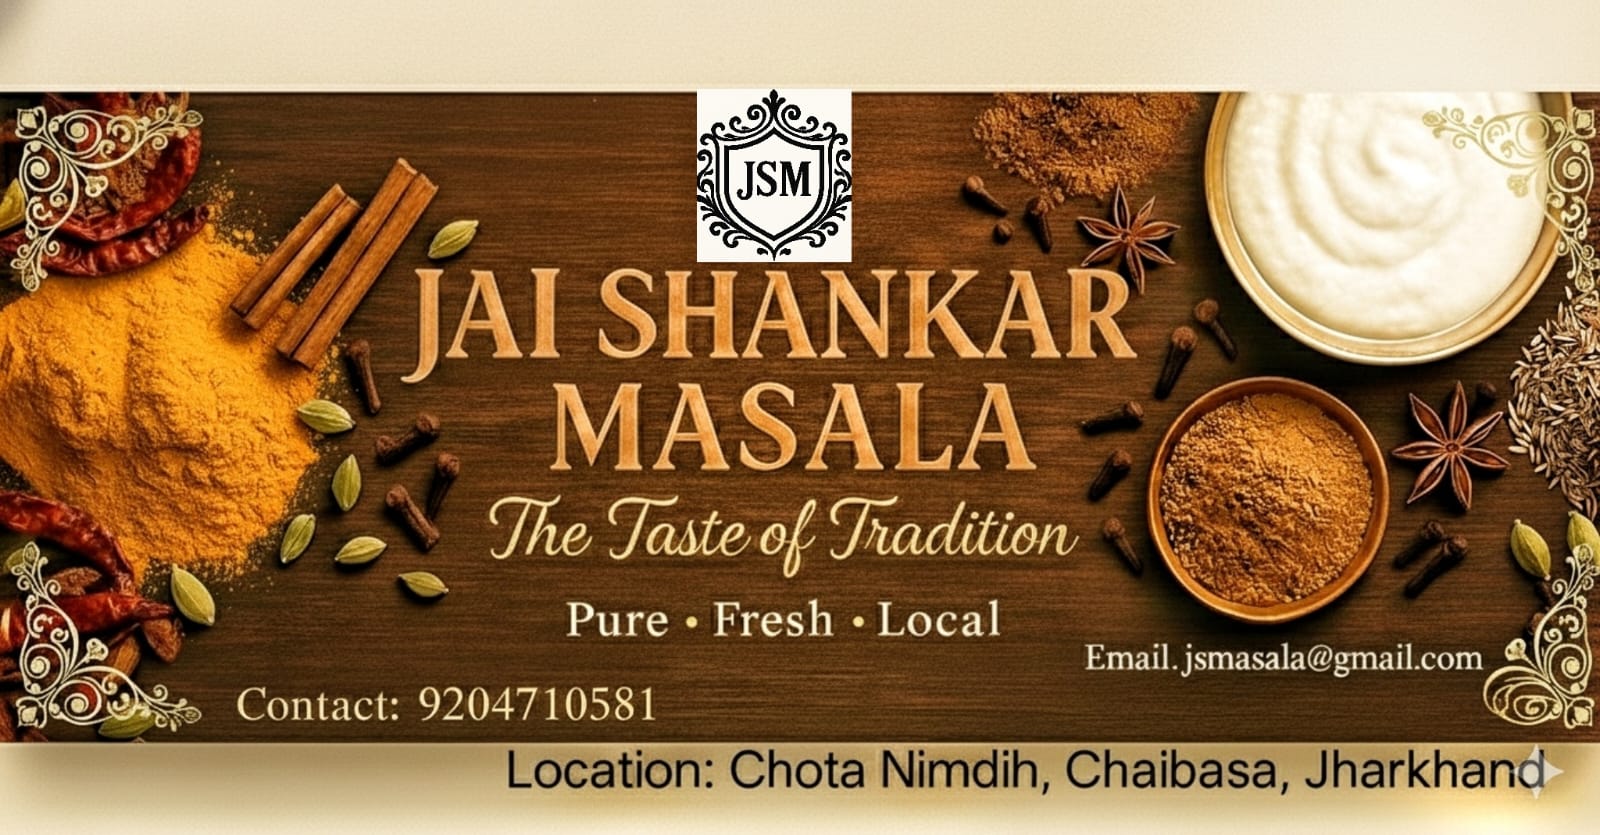 JSM
JAI SHANKAR
MASALA
The Taste of Tradition
Pure • Fresh • Local
Email. jsmasala@gmail.com
Contact: 9204710581
Location: Chota Nimdih, Chaibasa, Jharkhand